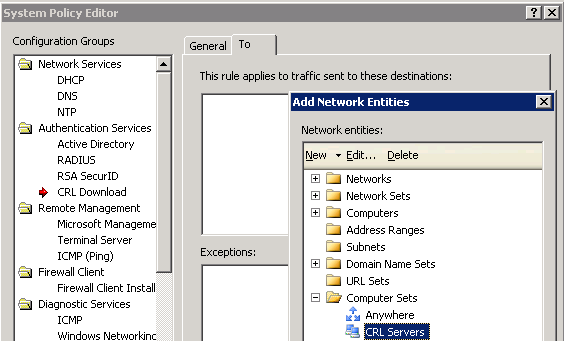 System Policy Editor
Configuration Groups
Network Services
DHCP
DNS
NTP
Authentication Services
Active Directory
RADIUS
RSA SecurID
CRL Download
Remote Management
Microsoft Manageme
Terminal Server
ICMP (Ping)
Firewall Client
Firewall Client Install
Diagnostic Services
ICMP
Windows Networking
General To
This rule applies to traffic sent to these destinations:
Exceptions:
Add Network Entities
Network entities:
New Edit... Delete
Networks
Network Sets
Computers
Address Ranges
Subnets
Domain Name Sets
URL Sets
Computer Sets
Anywhere
CRL Servers